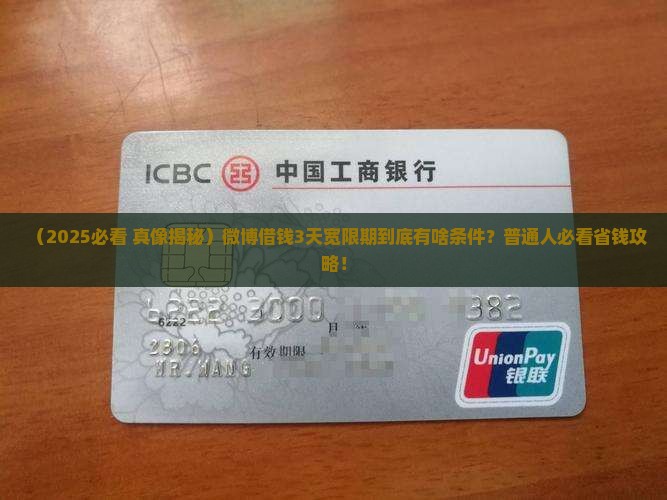 ICBC 中国工商银行
（2025必看 真像揭秘）微博借钱3天宽限期到底有啥条件？普通人必看省钱攻
略！
6222 3000 382
6222
2306 有效期限
MR.WANG
UnionPay
银联